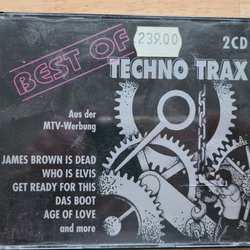 BEST OF
239.00
2CD
TECHNO TRAX
Aus der
MTV-Werbung
JAMES BROWN IS DEAD
WHO IS ELVIS
GET READY FOR THIS
DAS BOOT
AGE OF LOVE
and more